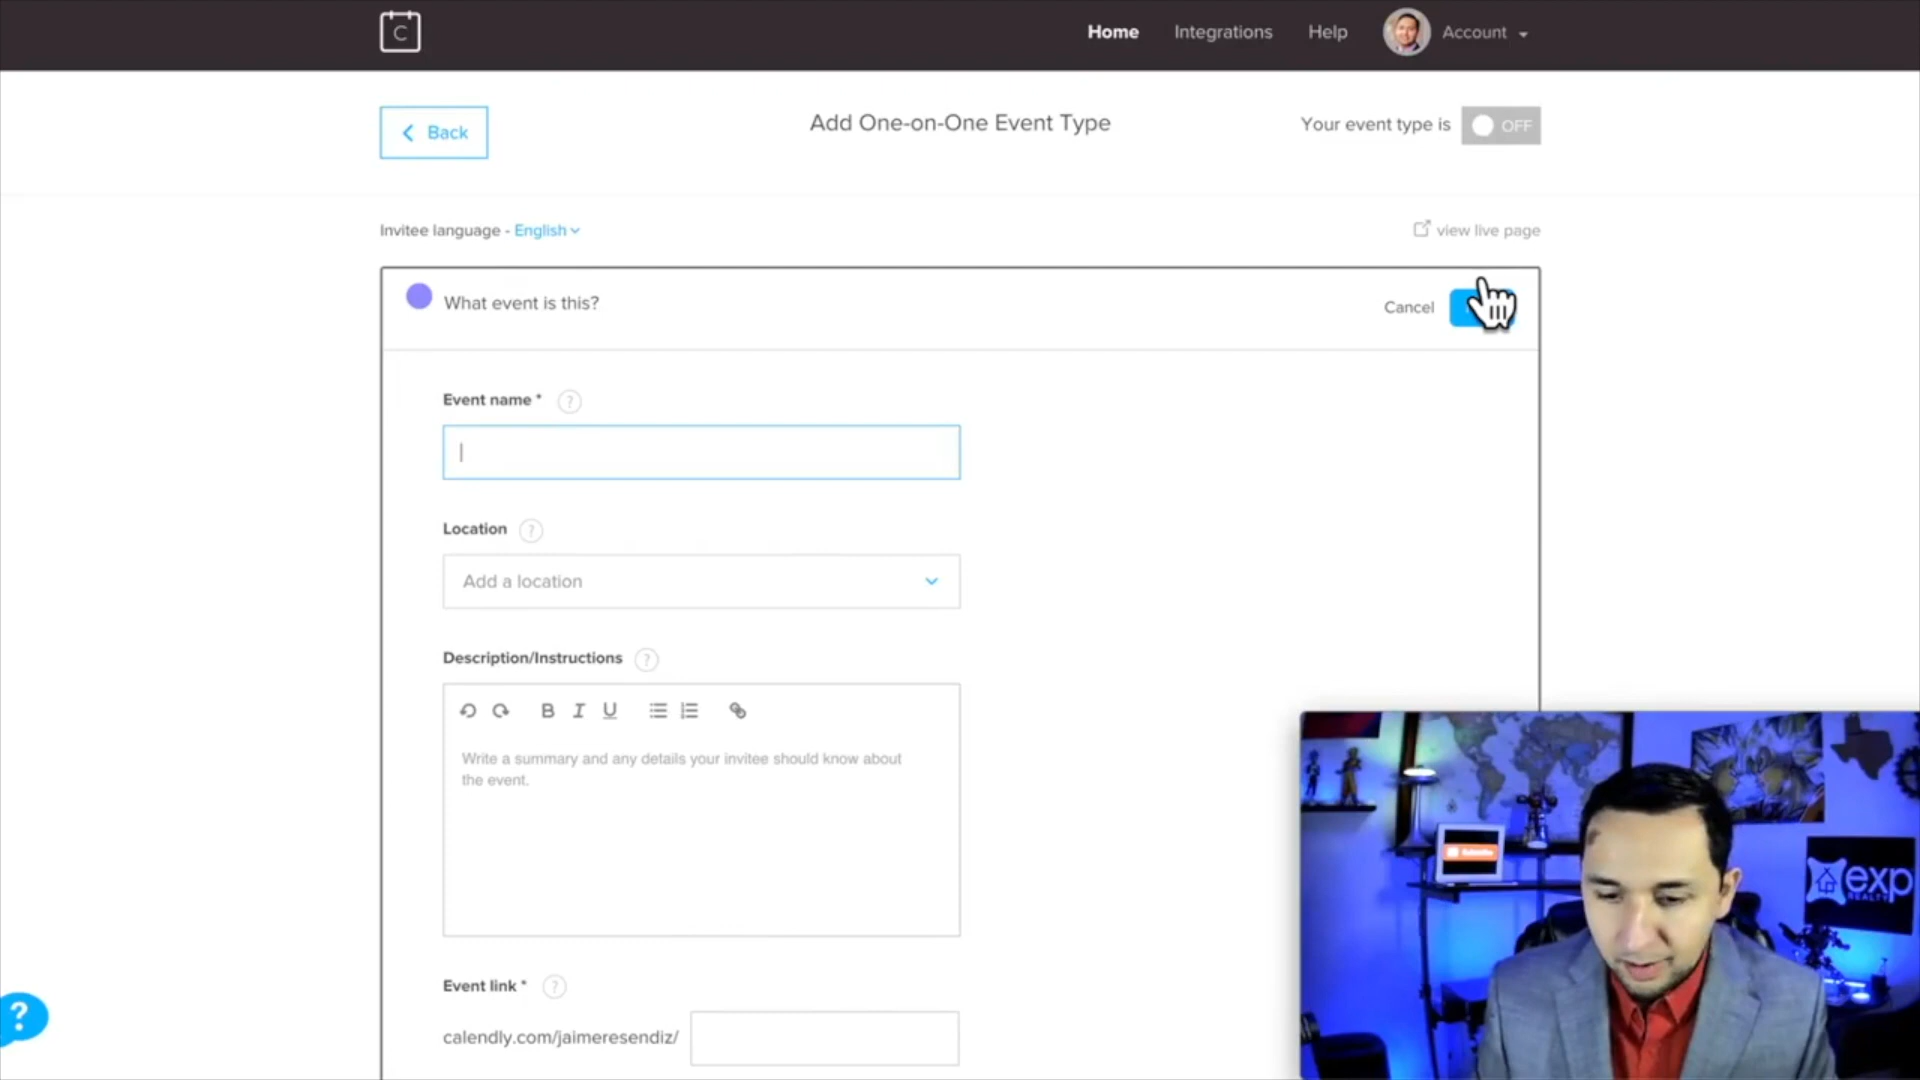 C
Home
Integrations
Help
Account
Back
Add One-on-One Event Type
Your event type is
OFF
Invitee language - English
view live page
What event is this?
Cancel
Event name *
?
Location
?
Add a location
Description/Instructions
?
B I U
Write a summary and any details your invitee should know about
the event.
Event link *
?
calendly.com/jaimeresendiz/
?
exp
REALTY